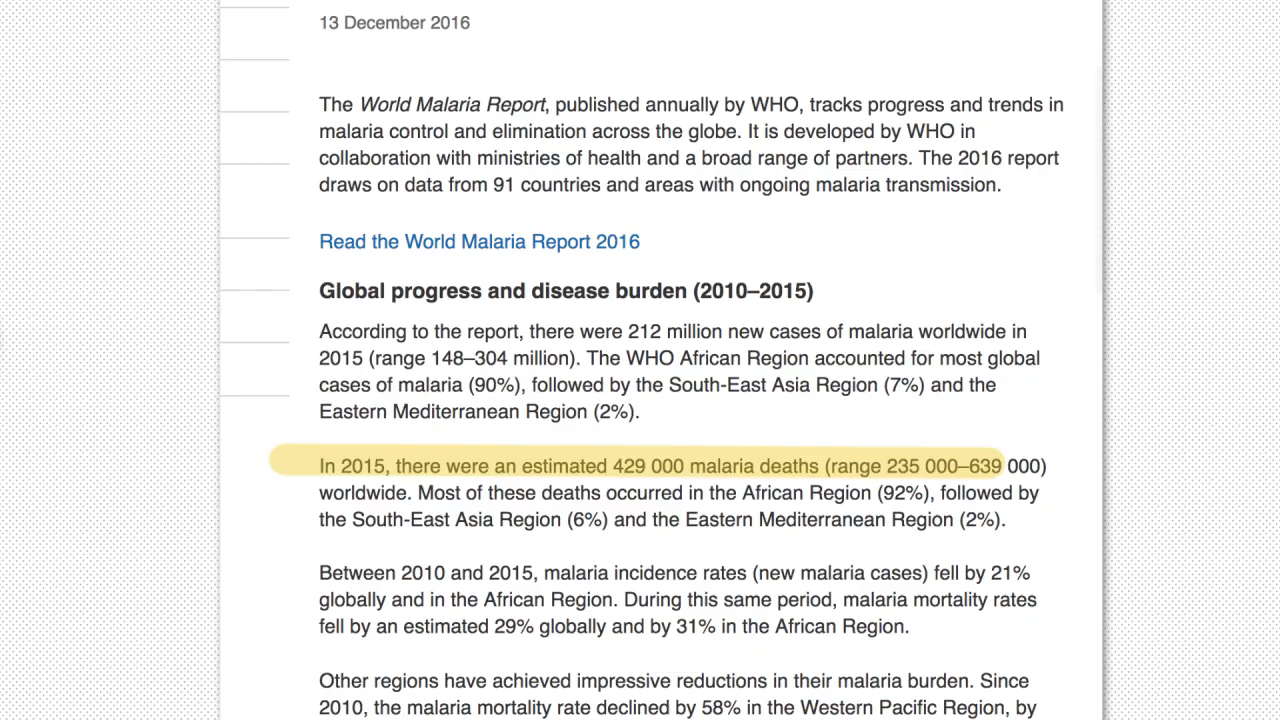 13 December 2016
The World Malaria Report, published annually by WHO, tracks progress and trends in
malaria control and elimination across the globe. It is developed by WHO in
collaboration with ministries of health and a broad range of partners. The 2016 report
draws on data from 91 countries and areas with ongoing malaria transmission.
Read the World Malaria Report 2016
Global progress and disease burden (2010–2015)
According to the report, there were 212 million new cases of malaria worldwide in
2015 (range 148–304 million). The WHO African Region accounted for most global
cases of malaria (90%), followed by the South-East Asia Region (7%) and the
Eastern Mediterranean Region (2%).
In 2015, there were an estimated 429 000 malaria deaths (range 235 000–639 000)
worldwide. Most of these deaths occurred in the African Region (92%), followed by
the South-East Asia Region (6%) and the Eastern Mediterranean Region (2%).
Between 2010 and 2015, malaria incidence rates (new malaria cases) fell by 21%
globally and in the African Region. During this same period, malaria mortality rates
fell by an estimated 29% globally and by 31% in the African Region.
Other regions have achieved impressive reductions in their malaria burden. Since
2010, the malaria mortality rate declined by 58% in the Western Pacific Region, by